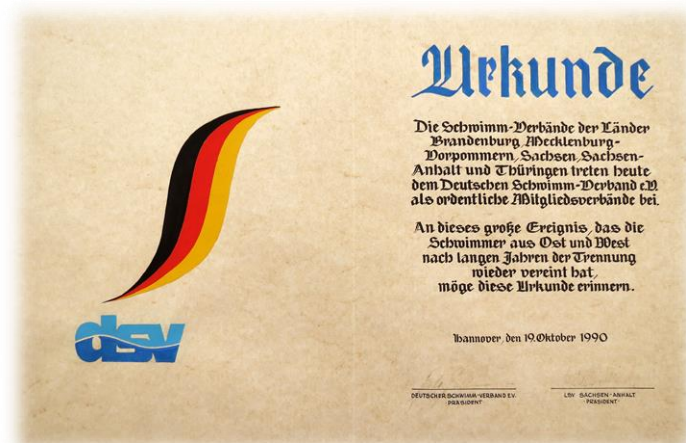 dsv
Urkunde
Die Schwimm-Verbände der Länder
Brandenburg, Mecklenburg-
Vorpommern, Sachsen, Sachsen-
Anhalt und Thüringen treten heute
dem Deutschen Schwimm-Verband e.V.
als ordentliche Mitgliedsverbände bei.
An dieses große Ereignis, das die
Schwimmer aus Ost und West
nach langen Jahren der Trennung
wieder vereint hat,
möge diese Urkunde erinnern.
Hannover, den 19. Oktober 1990
DEUTSCHER SCHWIMM-VERBAND E.V.
PRÄSIDENT
LSV SACHSEN-ANHALT
PRÄSIDENT